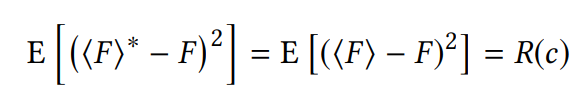 E [(⟨F⟩* − F)²] = E [(⟨F⟩ − F)²] = R(c)